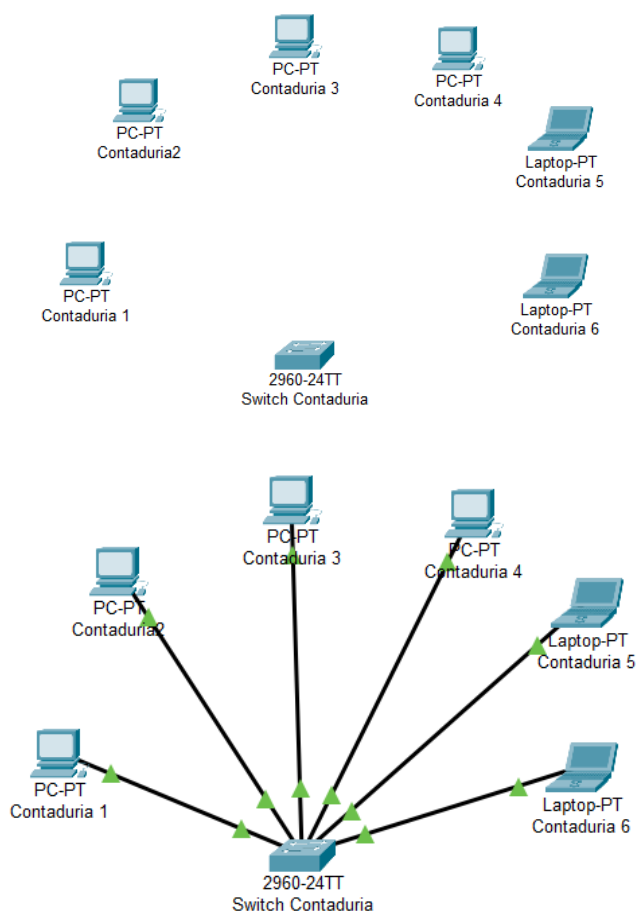 PC-PT
Contaduria 3
PC-PT
Contaduria 4
PC-PT
Contaduria2
Laptop-PT
Contaduria 5
PC-PT
Contaduria 1
Laptop-PT
Contaduria 6
2960-24TT
Switch Contaduria
PC-PT
Contaduria 3
PC-PT
Contaduria 4
PC-PT
Contaduria2
Laptop-PT
Contaduria 5
PC-PT
Contaduria 1
Laptop-PT
Contaduria 6
2960-24TT
Switch Contaduria